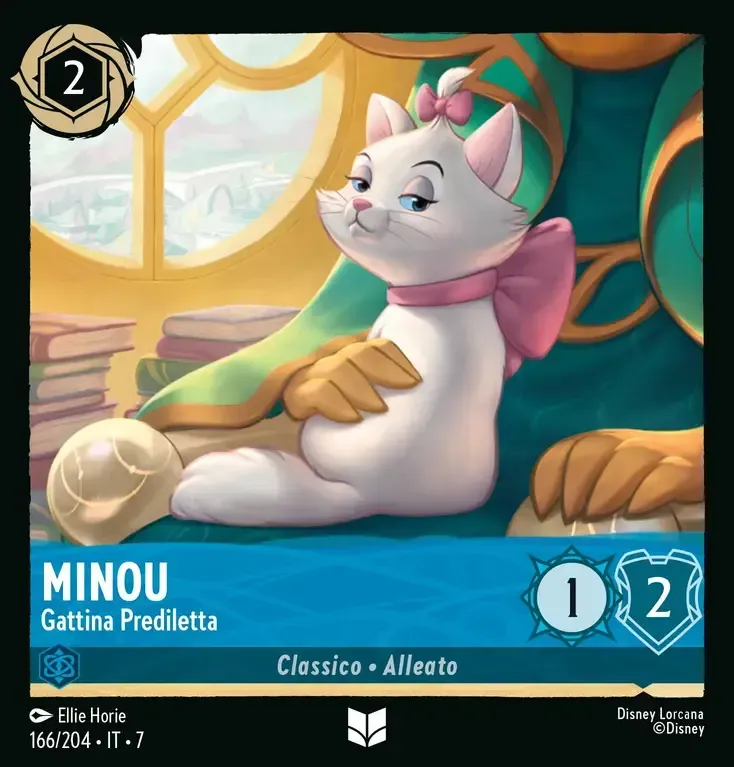 2
MINOU
Gattina Prediletta
1
2
Classico • Alleato
Ellie Horie
166/204 • IT • 7
Disney Lorcana
©Disney